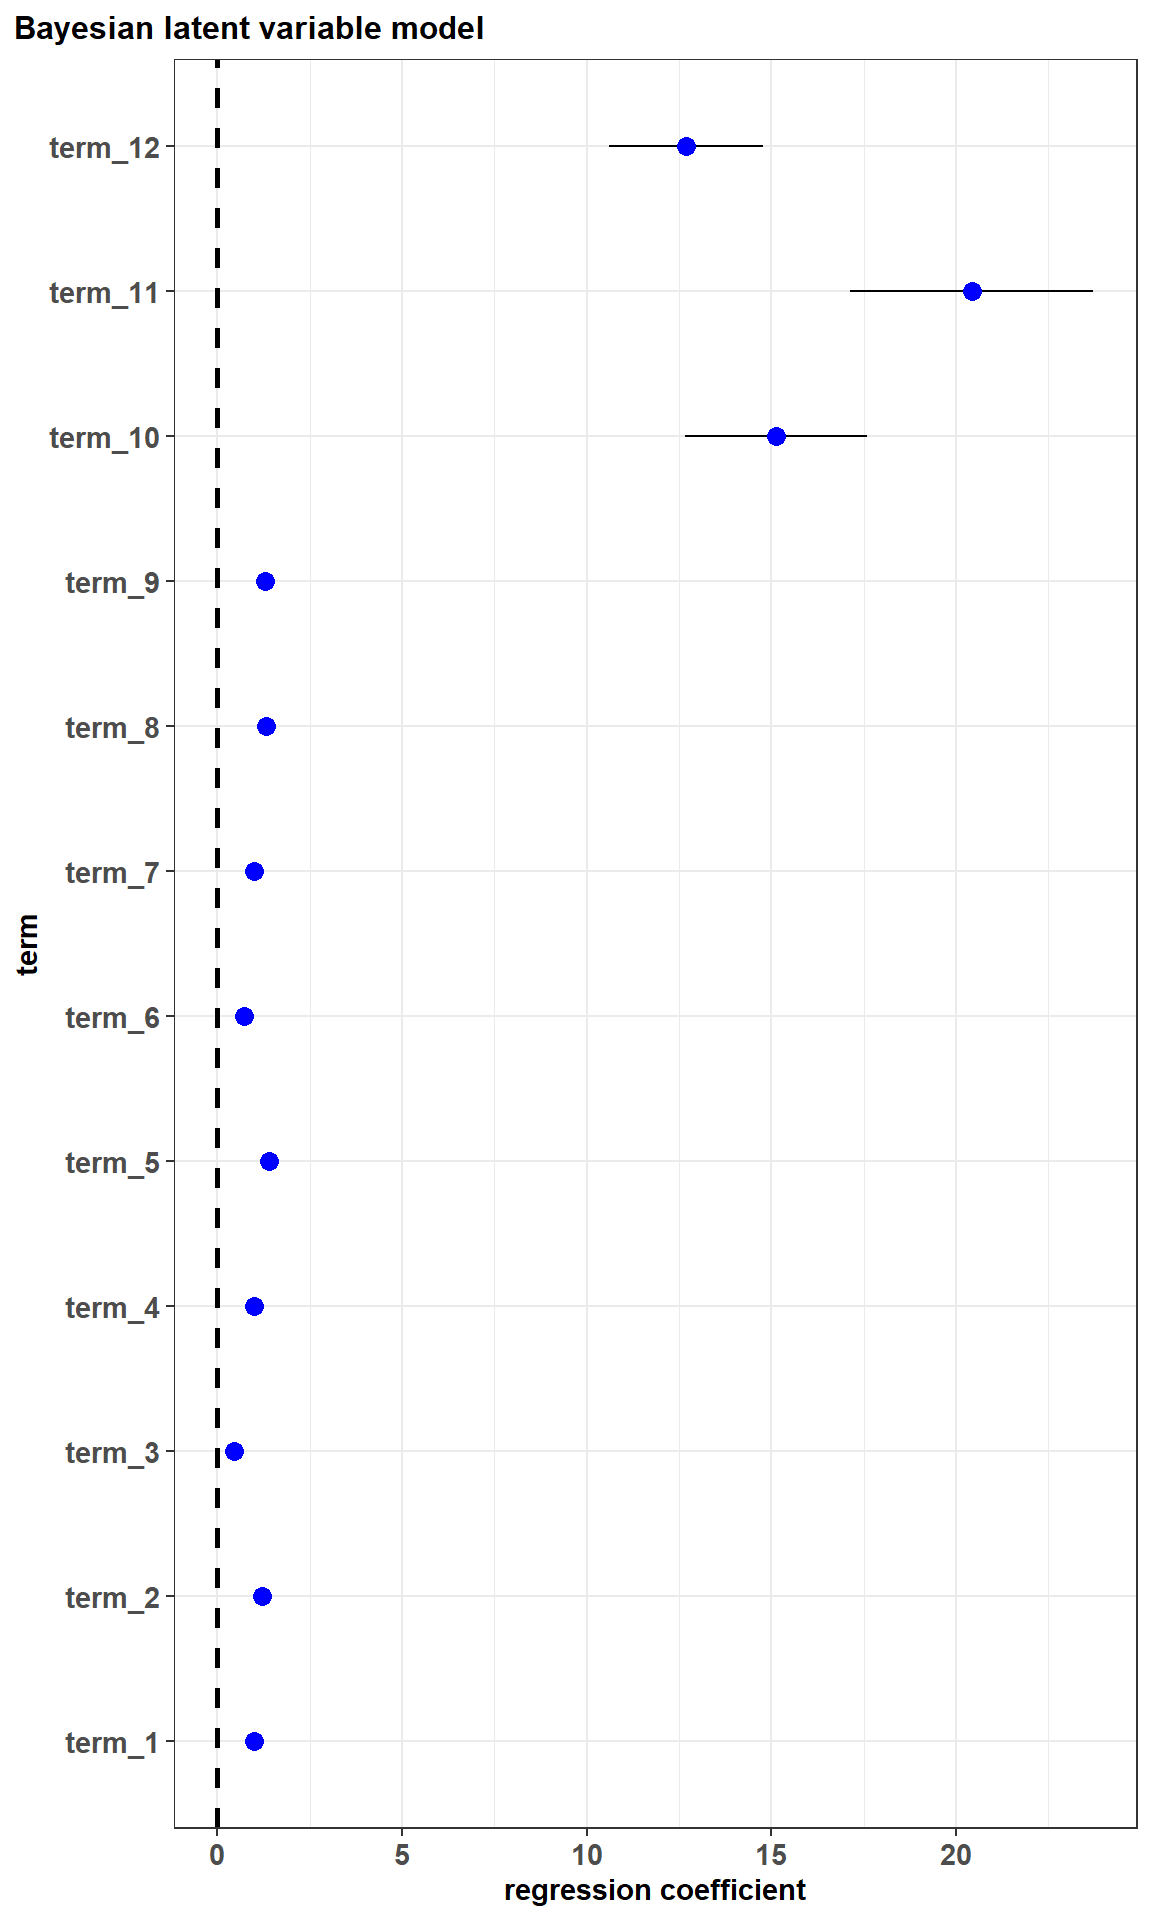 Bayesian latent variable model
term_12
term_11
term_10
term_9
term_8
term_7
term_6
term_5
term_4
term_3
term_2
term_1
term
0 5 10 15 20
regression coefficient